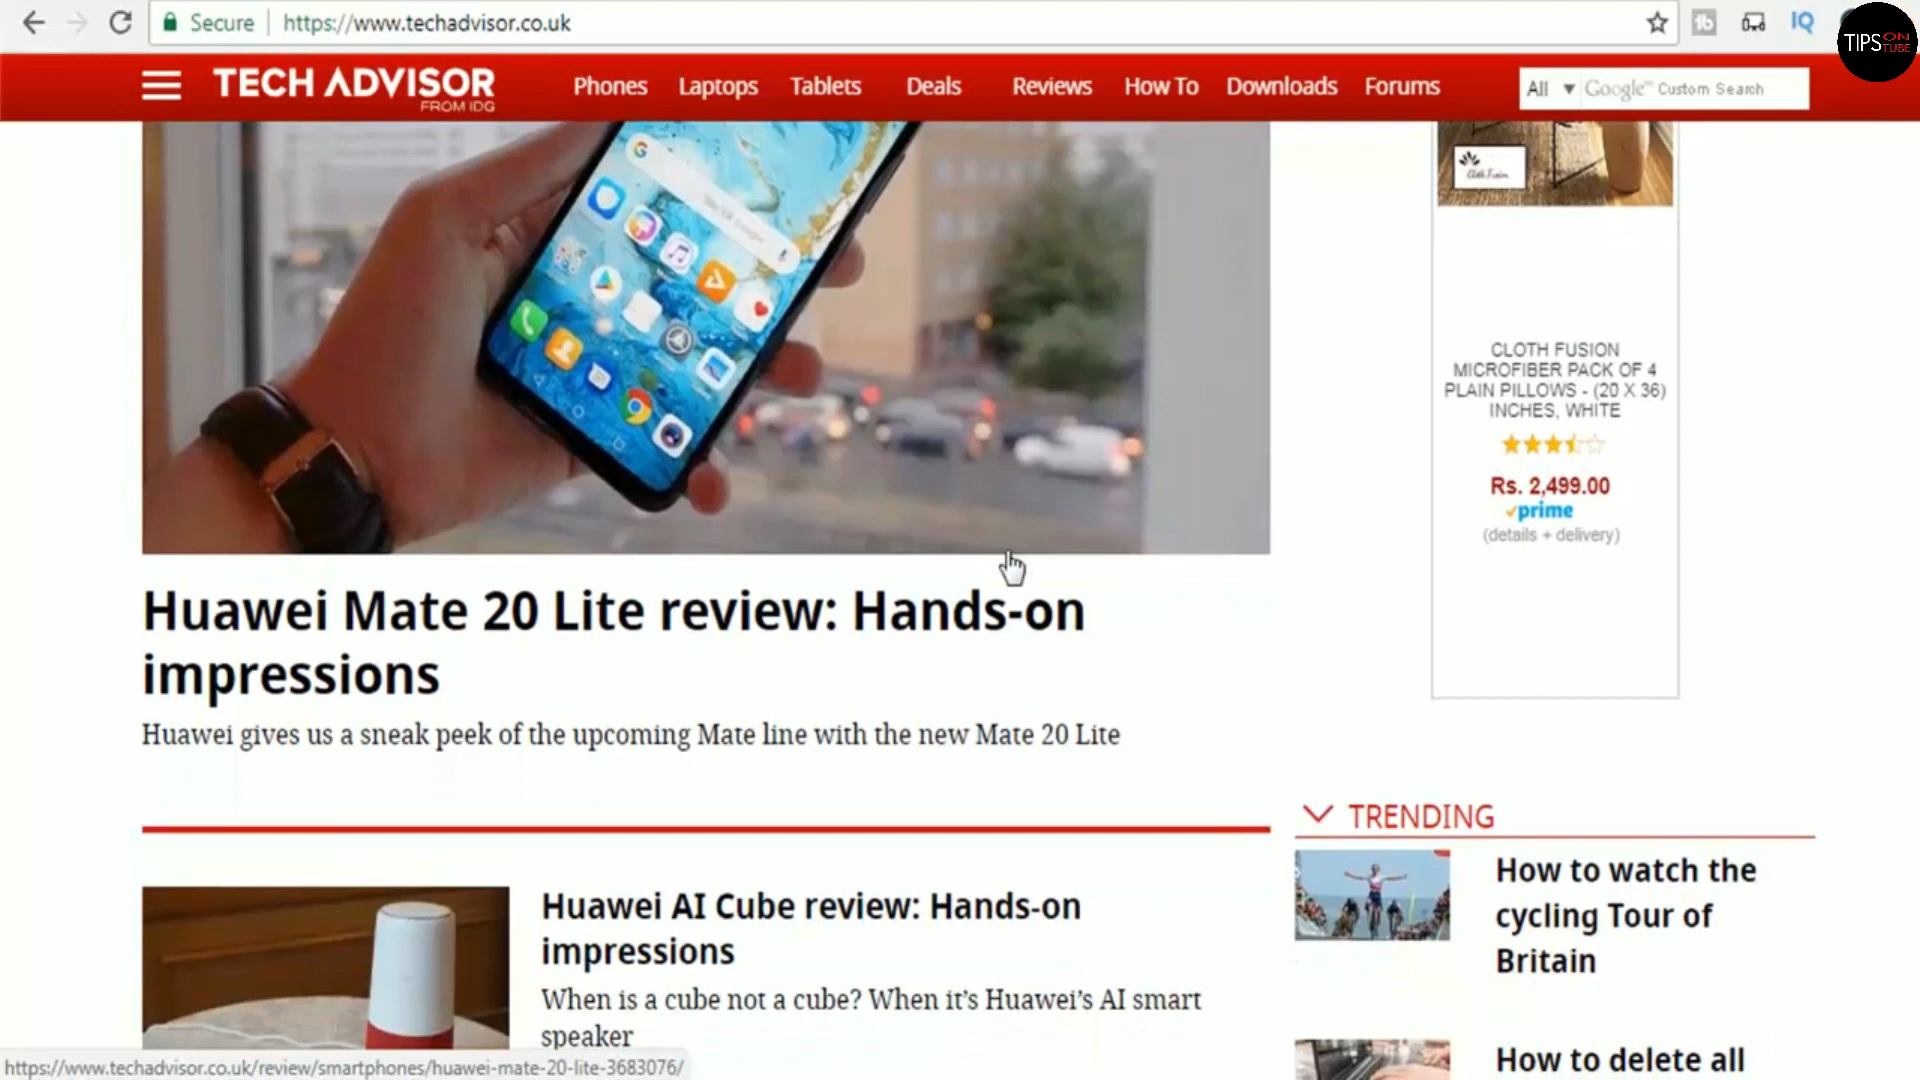 Secure https://www.techadvisor.co.uk
TIPS ON TUBE
TECH ADVISOR
FROM IDG
Phones Laptops Tablets Deals Reviews How To Downloads Forums
All Google™ Custom Search
Cloth Fusion
CLOTH FUSION
MICROFIBER PACK OF 4
PLAIN PILLOWS - (20 X 36)
INCHES, WHITE
Rs. 2,499.00
prime
(details + delivery)
Huawei Mate 20 Lite review: Hands-on
impressions
Huawei gives us a sneak peek of the upcoming Mate line with the new Mate 20 Lite
Huawei AI Cube review: Hands-on
impressions
When is a cube not a cube? When it’s Huawei’s AI smart
speaker
TRENDING
How to watch the
cycling Tour of
Britain
How to delete all
https://www.techadvisor.co.uk/review/smartphones/huawei-mate-20-lite-3683076/